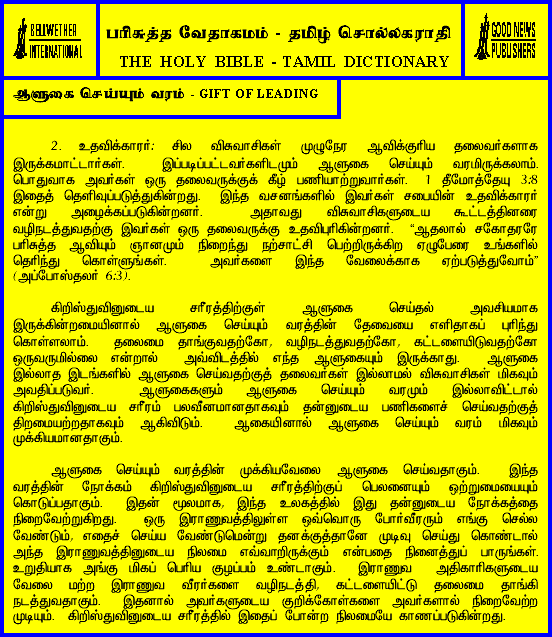 BELLWETHER
INTERNATIONAL
பரிசுத்த வேதாகமம் - தமிழ் சொல்லகராதி
THE HOLY BIBLE - TAMIL DICTIONARY
GOOD NEWS
PUBLISHERS
ஆளுகை செய்யும் வரம் - GIFT OF LEADING
2. உதவிக்காரர்: சில விசுவாசிகள் முழுநேர ஆவிக்குரிய தலைவர்களாக
இருக்கமாட்டார்கள். இப்படிப்பட்டவர்களிடமும் ஆளுகை செய்யும் வரமிருக்கலாம்.
பொதுவாக அவர்கள் ஒரு தலைவருக்குக் கீழ் பணியாற்றுவார்கள். 1 தீமோத்தேயு 3:8
இதைத் தெளிவுப்படுத்துகின்றது. இந்த வசனங்களில் இவர்கள் சபையின் உதவிக்காரர்
என்று அழைக்கப்படுகின்றனர். அதாவது விசுவாசிகளுடைய கூட்டத்தினரை
வழிநடத்துவதற்கு இவர்கள் ஒரு தலைவருக்கு உதவிபுரிகின்றனர். “ஆதலால் சகோதரரே
பரிசுத்த ஆவியும் ஞானமும் நிறைந்து நற்சாட்சி பெற்றிருக்கிற ஏழுபேரை உங்களில்
தெரிந்து கொள்ளுங்கள். அவர்களை இந்த வேலைக்காக ஏற்படுத்துவோம்”
(அப்போஸ்தலர் 6:3).
கிறிஸ்துவினுடைய சரீரத்திற்குள் ஆளுகை செய்தல் அவசியமாக
இருக்கின்றமையினால் ஆளுகை செய்யும் வரத்தின் தேவையை எளிதாகப் புரிந்து
கொள்ளலாம். தலைமை தாங்குவதற்கோ, வழிநடத்துவதற்கோ, கட்டளையிடுவதற்கோ
ஒருவருமில்லை என்றால் அவ்விடத்தில் எந்த ஆளுகையும் இருக்காது. ஆளுகை
இல்லாத இடங்களில் ஆளுகை செய்வதற்குத் தலைவர்கள் இல்லாமல் விசுவாசிகள் மிகவும்
அவதிப்படுவர். ஆளுகைகளும் ஆளுகை செய்யும் வரமும் இல்லாவிட்டால்
கிறிஸ்துவினுடைய சரீரம் பலவீனமானதாகவும் தன்னுடைய பணிகளைச் செய்வதற்குத்
திறமையற்றதாகவும் ஆகிவிடும். ஆகையினால் ஆளுகை செய்யும் வரம் மிகவும்
முக்கியமானதாகும்.
ஆளுகை செய்யும் வரத்தின் முக்கியவேலை ஆளுகை செய்வதாகும். இந்த
வரத்தின் நோக்கம் கிறிஸ்துவினுடைய சரீரத்திற்குப் பெலனையும் ஒற்றுமையையும்
கொடுப்பதாகும். இதன் மூலமாக, இந்த உலகத்தில் இது தன்னுடைய நோக்கத்தை
நிறைவேற்றுகிறது. ஒரு இராணுவத்திலுள்ள ஒவ்வொரு போர்வீரரும் எங்கு செல்ல
வேண்டும், எதைச் செய்ய வேண்டுமென்று தனக்குத்தானே முடிவு செய்து கொண்டால்
அந்த இராணுவத்தினுடைய நிலமை எவ்வாறிருக்கும் என்பதை நினைத்துப் பாருங்கள்.
உறுதியாக அங்கு மிகப் பெரிய குழப்பம் உண்டாகும். இராணுவ அதிகாரிகளுடைய
வேலை மற்ற இராணுவ வீரர்களை வழிநடத்தி, கட்டளையிட்டு தலைமை தாங்கி
நடத்துவதாகும். இதனால் அவர்களுடைய குறிக்கோள்களை அவர்களால் நிறைவேற்ற
முடியும். கிறிஸ்துவினுடைய சரீரத்தில் இதைப் போன்ற நிலமையே காணப்படுகின்றது.